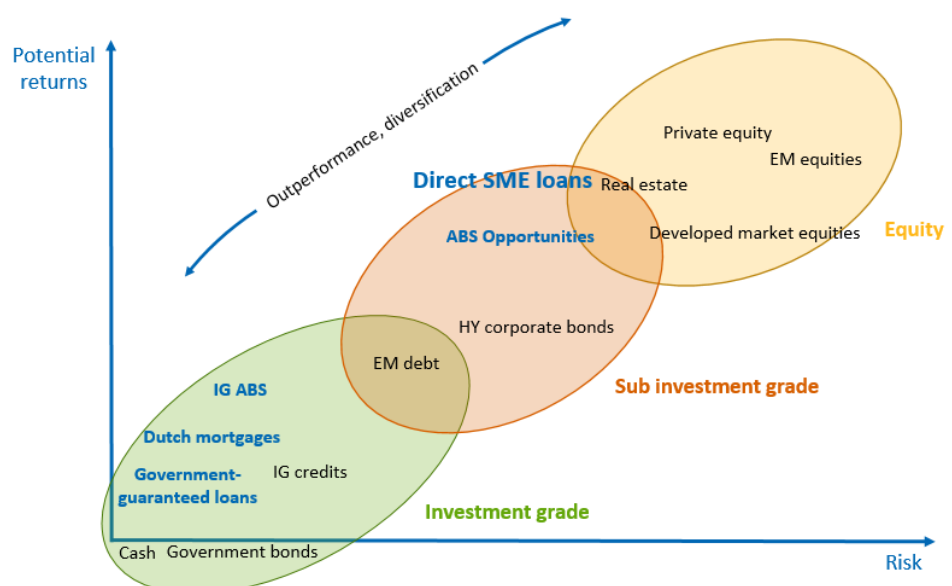 Potential
returns
Outperformance, diversification
Private equity
EM equities
Direct SME loans
Real estate
ABS Opportunities
Developed market equities
Equity
HY corporate bonds
EM debt
Sub investment grade
IG ABS
Dutch mortgages
Government-
guaranteed loans
IG credits
Investment grade
Cash
Government bonds
Risk